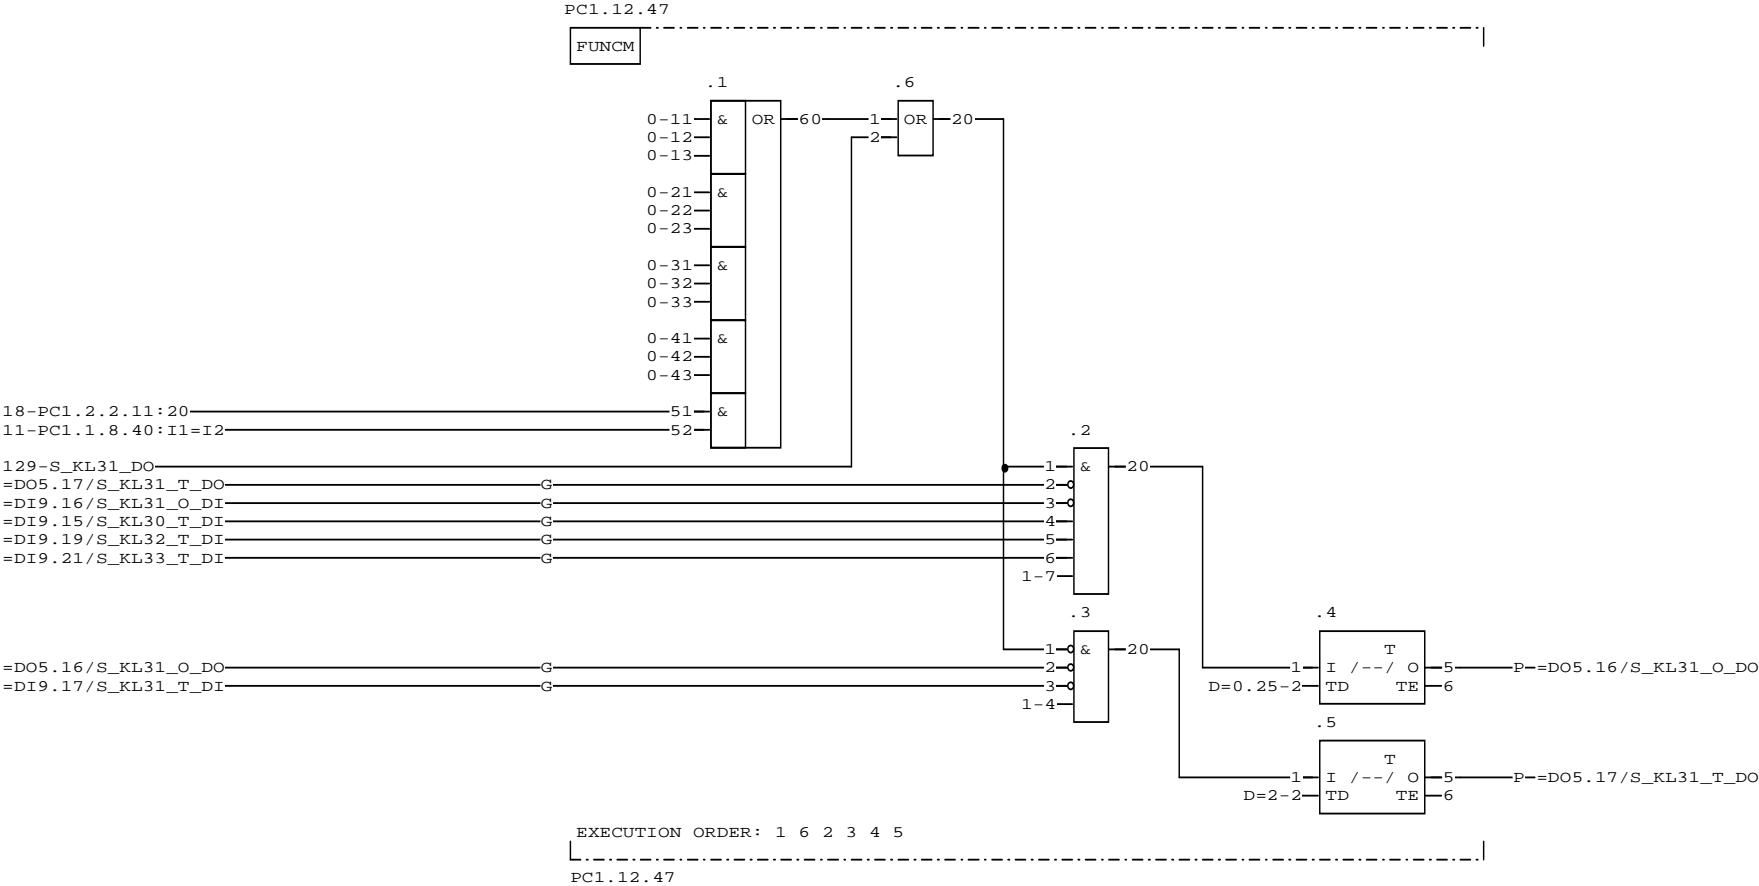 PC1.12.47
FUNCM
.1
.6
0-11 & OR 60 1 OR 20
0-12 2
0-13
0-21 &
0-22
0-23
0-31 &
0-32
0-33
0-41 &
0-42
0-43
18-PC1.2.2.11:20 51 &
11-PC1.1.8.40:I1=I2 52
.2
129-S_KL31_DO 1 & 20
=DO5.17/S_KL31_T_DO G 2
=DI9.16/S_KL31_O_DI G 3
=DI9.15/S_KL30_T_DI G 4
=DI9.19/S_KL32_T_DI G 5
=DI9.21/S_KL33_T_DI G 6
1-7
.3
.4
1 & 20 T
=DO5.16/S_KL31_O_DO G 2 1 I /--/ O 5 P =DO5.16/S_KL31_O_DO
=DI9.17/S_KL31_T_DI G 3 D=0.25-2 TD TE 6
1-4
.5
T
1 I /--/ O 5 P =DO5.17/S_KL31_T_DO
D=2-2 TD TE 6
EXECUTION ORDER: 1 6 2 3 4 5
PC1.12.47